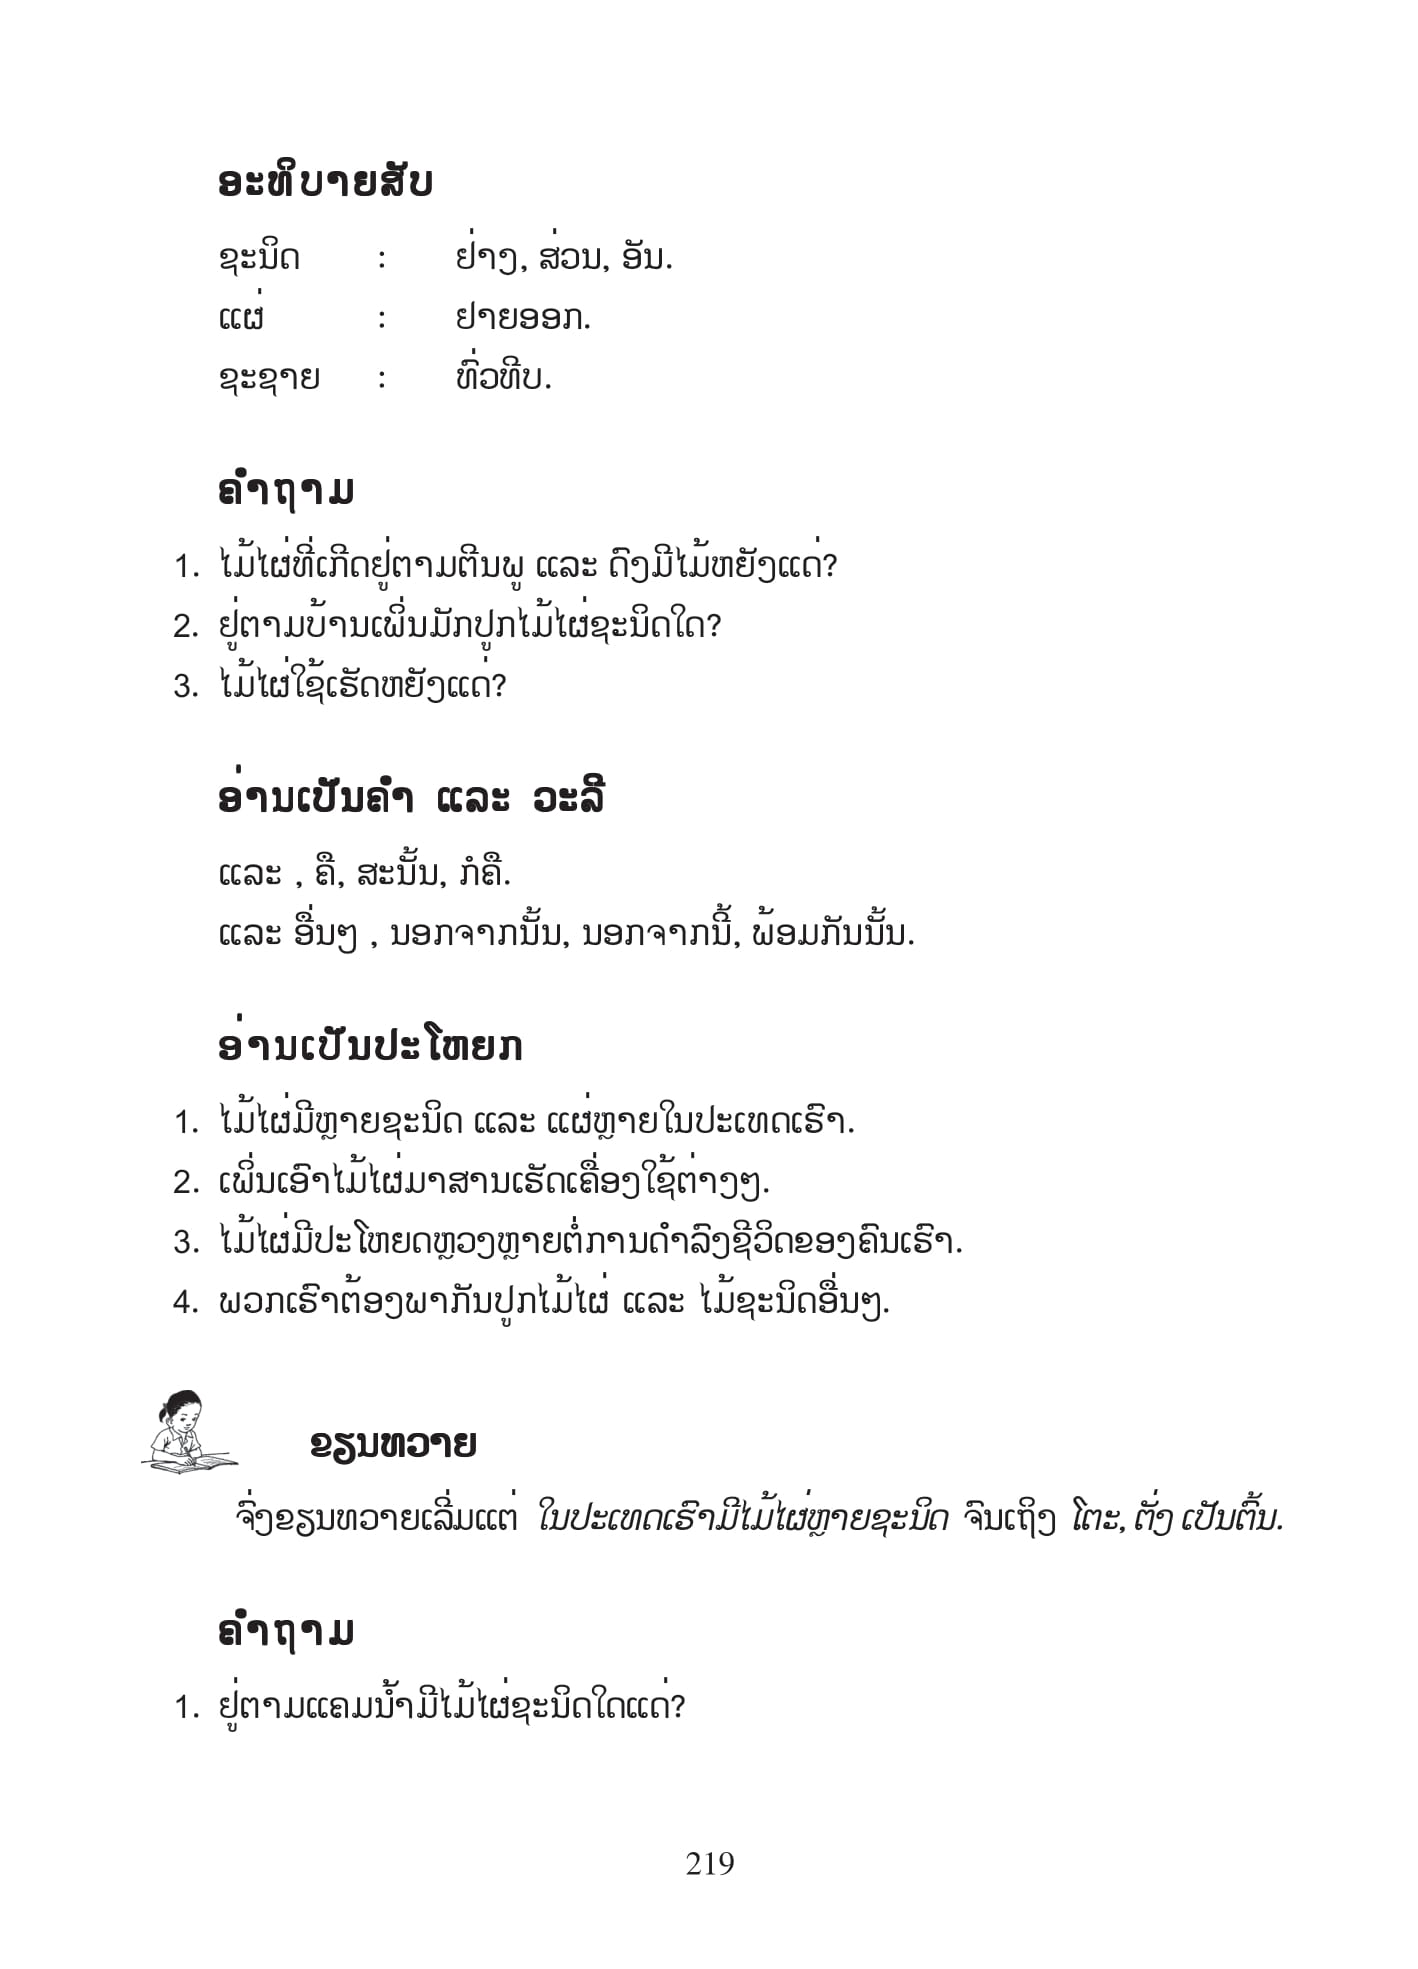 ອະທິບາຍສັບ
ຊະນິດ : ຢ່າງ, ສ່ວນ, ອັນ.
ແຜ່ : ຢາຍອອກ.
ຊະຊາຍ : ທົ່ວທີບ.
ຄຳຖາມ
1. ໄມ້ໄຜ່ທີ່ເກີດຢູ່ຕາມຕີນພູ ແລະ ດົງມີໄມ້ຫຍັງແດ່?
2. ຢູ່ຕາມບ້ານເພິ່ນມັກປູກໄມ້ໄຜ່ຊະນິດໃດ?
3. ໄມ້ໄຜ່ໃຊ້ເຮັດຫຍັງແດ່?
ອ່ານເປັນຄຳ ແລະ ວະລີ
ແລະ , ຄື, ສະນັ້ນ, ກໍຄື.
ແລະ ອື່ນໆ , ນອກຈາກນັ້ນ, ນອກຈາກນີ້, ພ້ອມກັນນັ້ນ.
ອ່ານເປັນປະໂຫຍກ
1. ໄມ້ໄຜ່ມີຫຼາຍຊະນິດ ແລະ ແຜ່ຫຼາຍໃນປະເທດເຮົາ.
2. ເພິ່ນເອົາໄມ້ໄຜ່ມາສານເຮັດເຄື່ອງໃຊ້ຕ່າງໆ.
3. ໄມ້ໄຜ່ມີປະໂຫຍດຫຼວງຫຼາຍຕໍ່ການດຳລົງຊີວິດຂອງຄົນເຮົາ.
4. ພວກເຮົາຕ້ອງພາກັນປູກໄມ້ໄຜ່ ແລະ ໄມ້ຊະນິດອື່ນໆ.
ຂຽນທວາຍ
ຈົ່ງຂຽນທວາຍເລີ່ມແຕ່ ໃນປະເທດເຮົາມີໄມ້ໄຜ່ຫຼາຍຊະນິດ ຈົນເຖິງ ໂຕະ, ຕັ່ງ ເປັນຕົ້ນ.
ຄຳຖາມ
1. ຢູ່ຕາມແຄມນ້ຳມີໄມ້ໄຜ່ຊະນິດໃດແດ່?
219